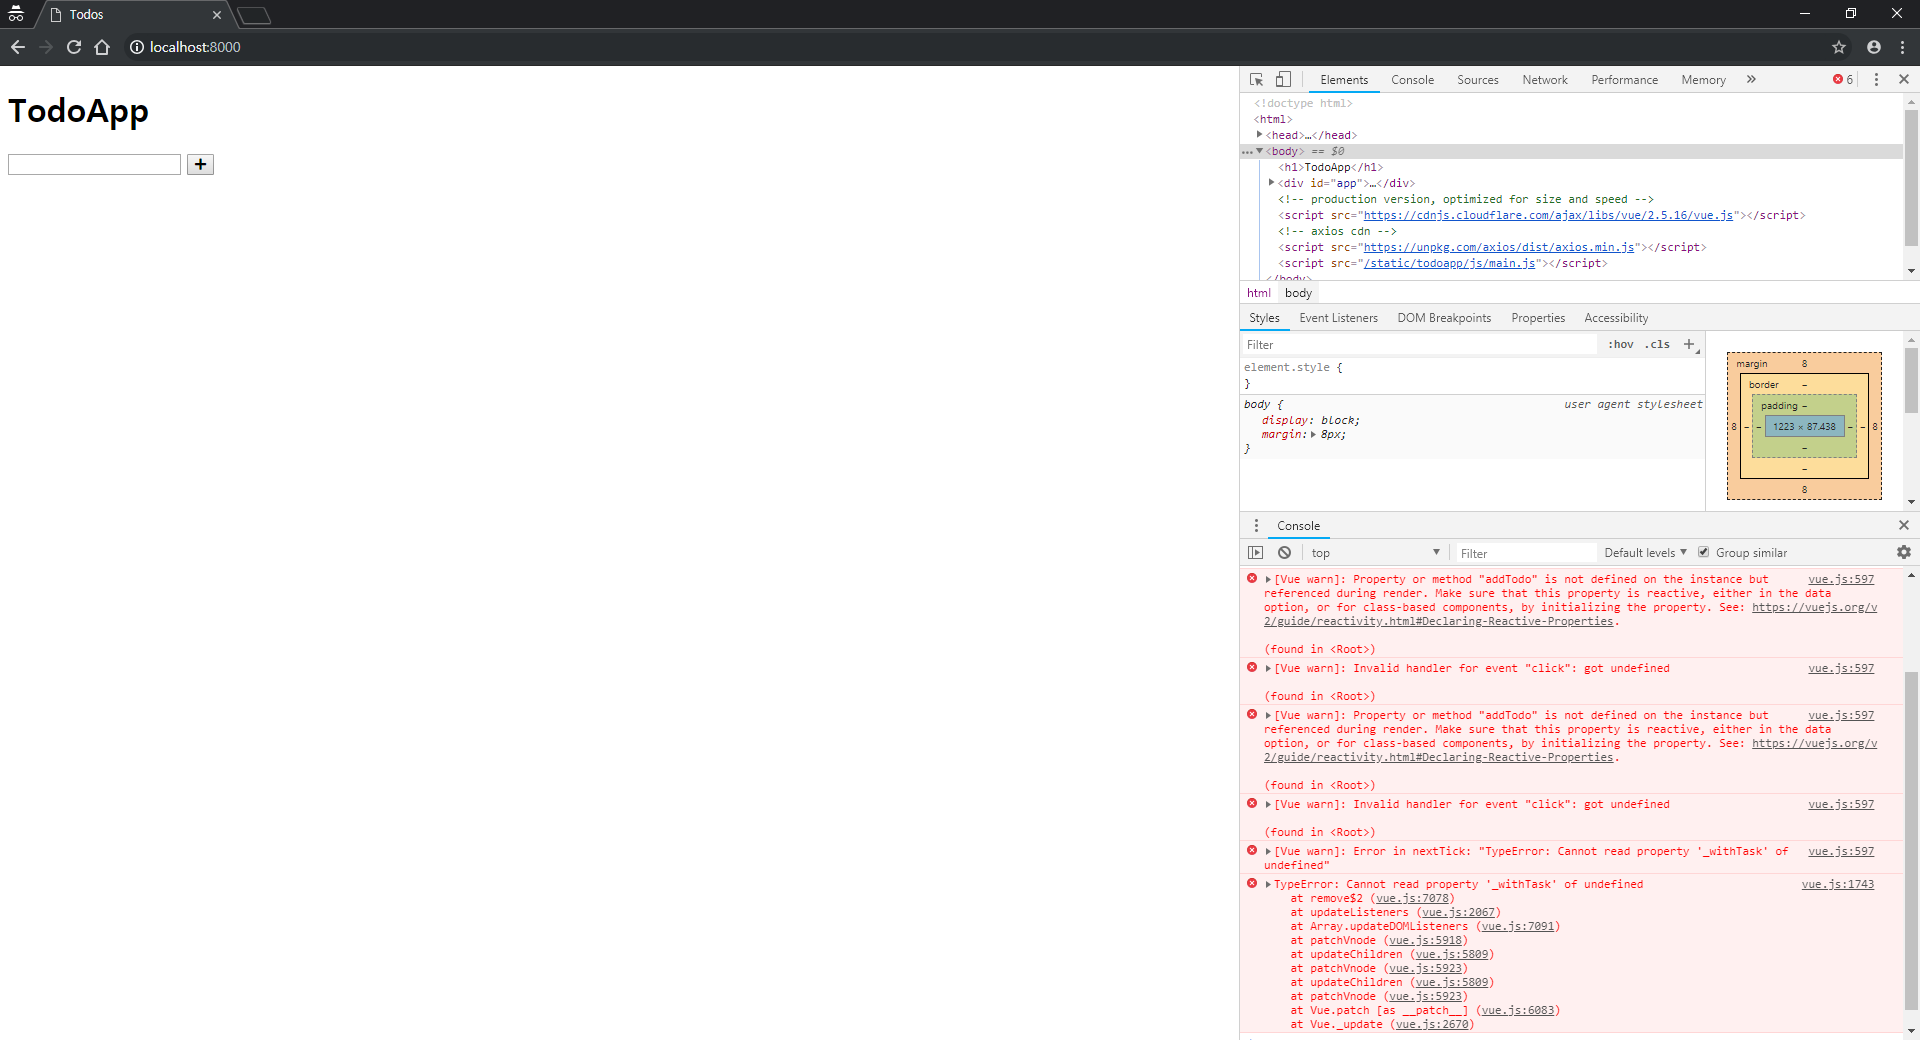 Todos
localhost:8000
TodoApp
+
Elements Console Sources Network Performance Memory » 6
<!doctype html>
<html>
<head>…</head>
<body> == $0
<h1>TodoApp</h1>
<div id="app">…</div>
<!-- production version, optimized for size and speed -->
<script src="https://cdnjs.cloudflare.com/ajax/libs/vue/2.5.16/vue.js"></script>
<!-- axios cdn -->
<script src="https://unpkg.com/axios/dist/axios.min.js"></script>
<script src="/static/todoapp/js/main.js"></script>
</body>
html body
Styles Event Listeners DOM Breakpoints Properties Accessibility
Filter :hov .cls +
element.style {
}
body { user agent stylesheet
display: block;
margin: 8px;
}
margin 8
border –
padding –
8 – – 1223 × 87.438 – – 8
–
–
8
Console
top Filter Default levels Group similar
[Vue warn]: Property or method "addTodo" is not defined on the instance but vue.js:597
referenced during render. Make sure that this property is reactive, either in the data
option, or for class-based components, by initializing the property. See: https://vuejs.org/v
2/guide/reactivity.html#Declaring-Reactive-Properties.
(found in <Root>)
[Vue warn]: Invalid handler for event "click": got undefined vue.js:597
(found in <Root>)
[Vue warn]: Property or method "addTodo" is not defined on the instance but vue.js:597
referenced during render. Make sure that this property is reactive, either in the data
option, or for class-based components, by initializing the property. See: https://vuejs.org/v
2/guide/reactivity.html#Declaring-Reactive-Properties.
(found in <Root>)
[Vue warn]: Invalid handler for event "click": got undefined vue.js:597
(found in <Root>)
[Vue warn]: Error in nextTick: "TypeError: Cannot read property '_withTask' of vue.js:597
undefined"
TypeError: Cannot read property '_withTask' of undefined vue.js:1743
at remove$2 (vue.js:7078)
at updateListeners (vue.js:2067)
at Array.updateDOMListeners (vue.js:7091)
at patchVnode (vue.js:5918)
at updateChildren (vue.js:5809)
at patchVnode (vue.js:5923)
at updateChildren (vue.js:5809)
at patchVnode (vue.js:5923)
at Vue.patch [as __patch__] (vue.js:6083)
at Vue._update (vue.js:2670)